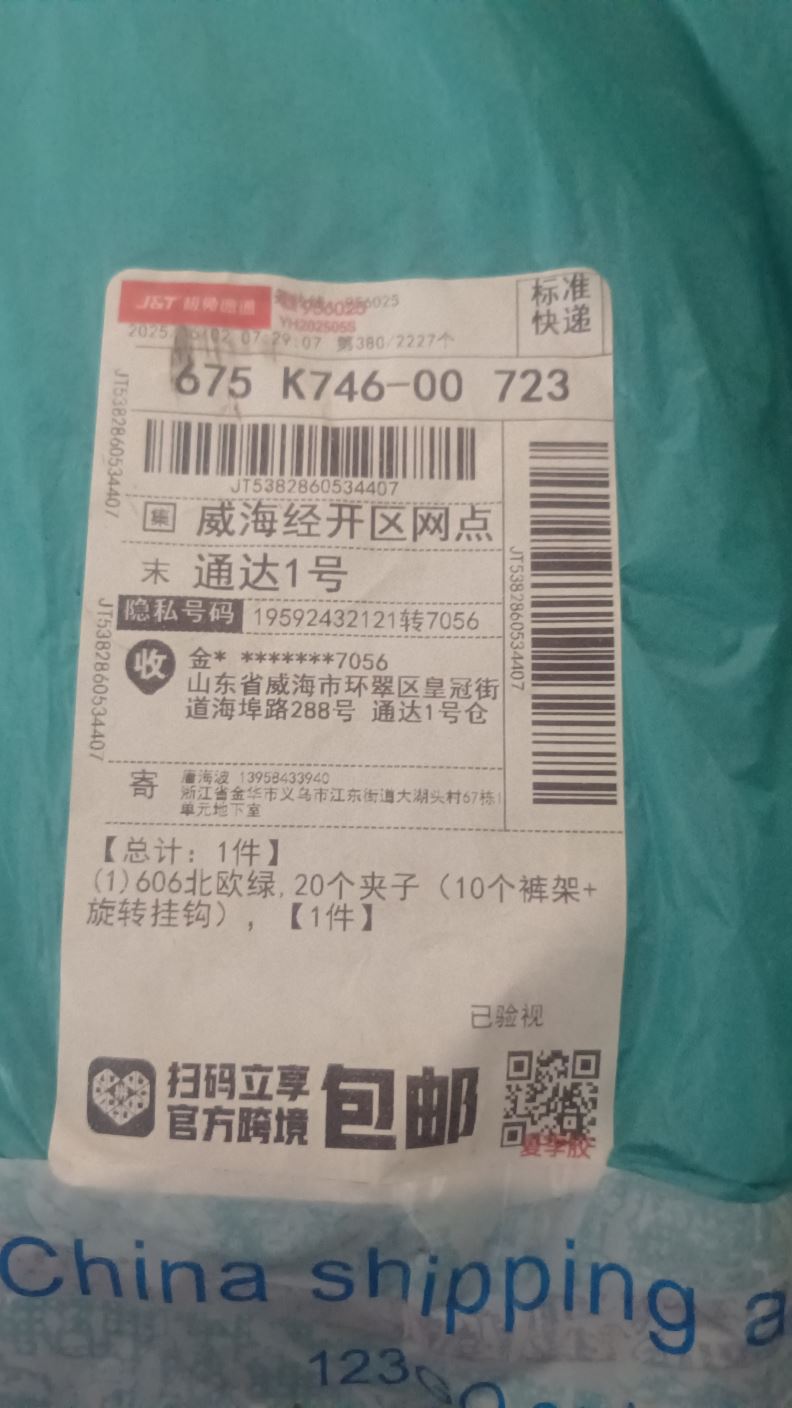 J&T 极兔速递
956025
YH202505S
标准
快递
07:29:07 第380/2227个
675 K746-00 723
JT5382860534407
JT5382860534407
集 威海经开区网点
末 通达1号
隐私号码 19592432121转7056
JT5382860534407
JT5382860534407
收 金* *******7056
山东省威海市环翠区皇冠街
道海埠路288号 通达1号仓
寄 唐海波 13958433940
浙江省金华市义乌市江东街道大湖头村67栋1
单元地下室
【总计: 1件】
(1)606北欧绿,20个夹子（10个裤架+
旋转挂钩）, 【1件】
已验视
扫码立享
官方跨境
包邮
夏季胶
China shipping a
123